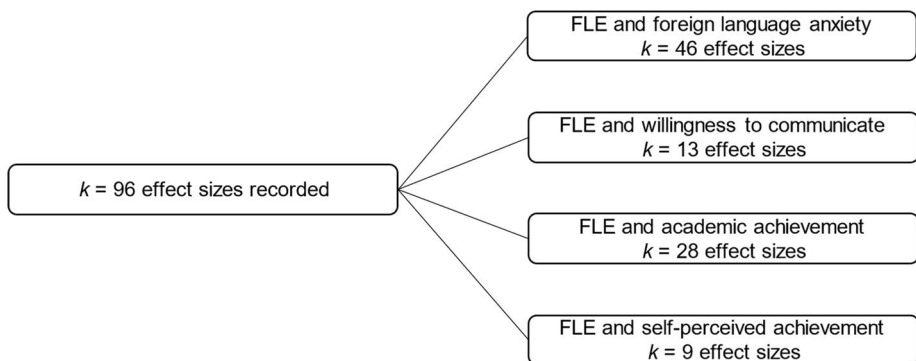 FLE and foreign language anxiety
k = 46 effect sizes
FLE and willingness to communicate
k = 13 effect sizes
k = 96 effect sizes recorded
FLE and academic achievement
k = 28 effect sizes
FLE and self-perceived achievement
k = 9 effect sizes